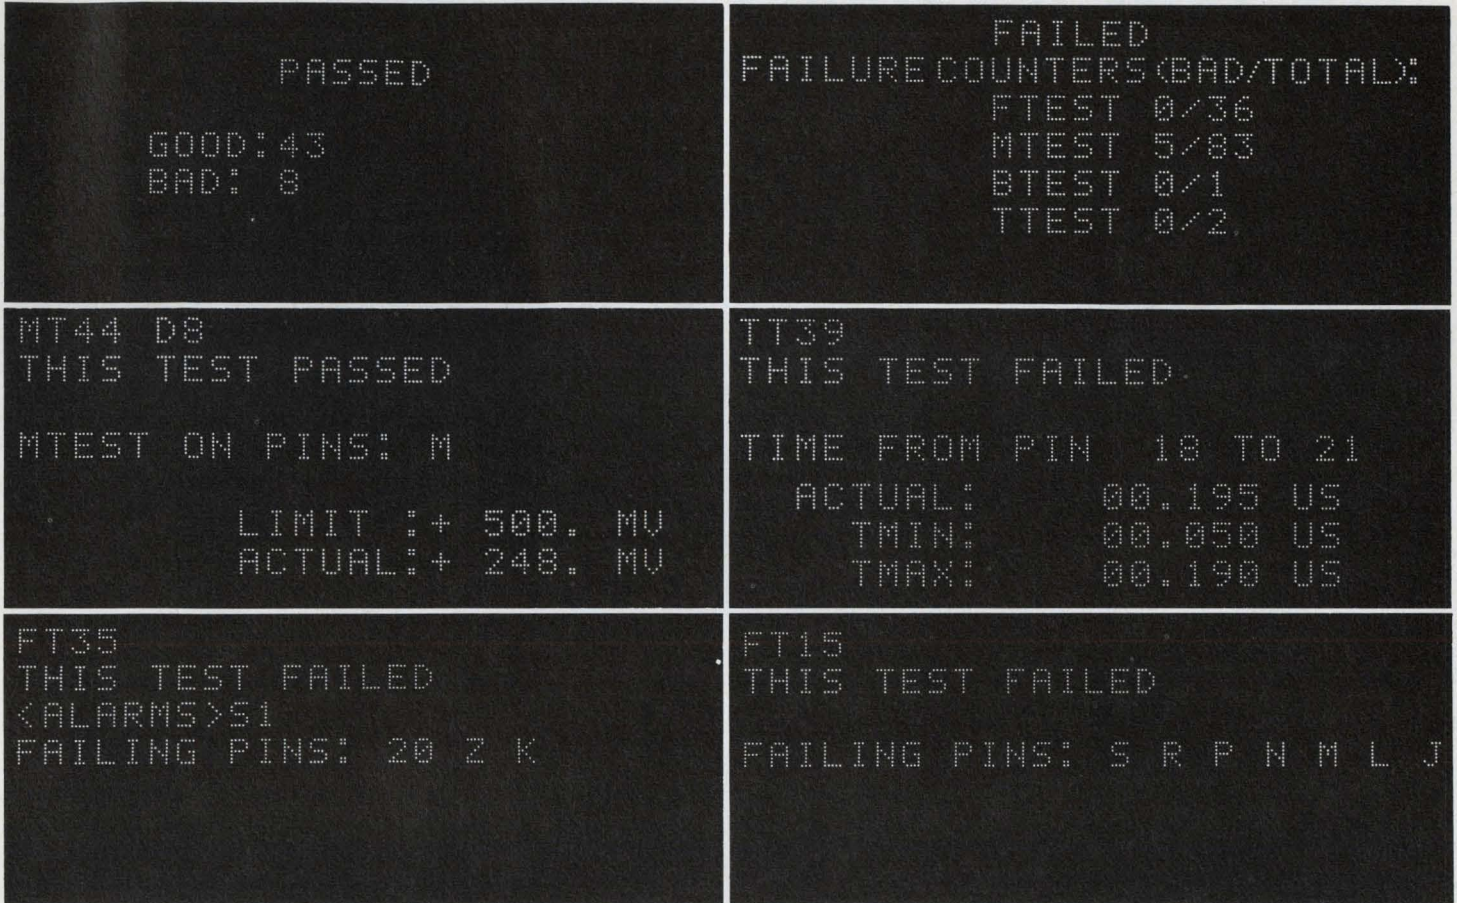 PASSED
GOOD:43
BAD: 8
FAILED
FAILURE COUNTERS (BAD/TOTAL):
FTEST 0/36
MTEST 5/83
BTEST 0/1
TTEST 0/2
MT44 D8
THIS TEST PASSED
MTEST ON PINS: M
LIMIT :+ 500. MV
ACTUAL:+ 248. MV
TT39
THIS TEST FAILED
TIME FROM PIN 18 TO 21
ACTUAL: 00.195 US
TMIN: 00.050 US
TMAX: 00.190 US
FT35
THIS TEST FAILED
<ALARMS>S1
FAILING PINS: 20 Z K
FT15
THIS TEST FAILED
FAILING PINS: S R P N M L J